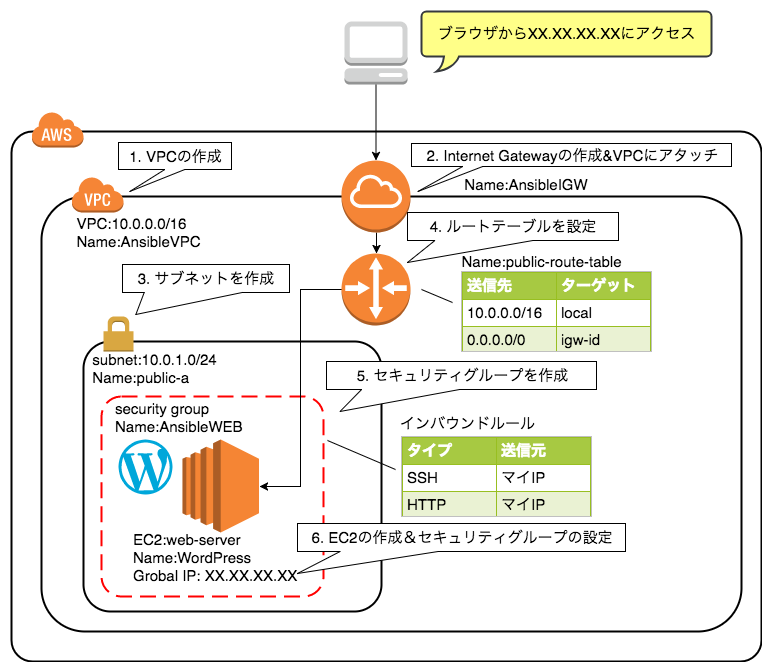 ブラウザからXX.XX.XX.XXにアクセス
AWS
1. VPCの作成
2. Internet Gatewayの作成&VPCにアタッチ
Name:AnsibleIGW
VPC
VPC:10.0.0.0/16
Name:AnsibleVPC
4. ルートテーブルを設定
Name:public-route-table
送信先 ターゲット
10.0.0.0/16 local
0.0.0.0/0 igw-id
3. サブネットを作成
subnet:10.0.1.0/24
Name:public-a
5. セキュリティグループを作成
security group
Name:AnsibleWEB
インバウンドルール
タイプ 送信元
SSH マイIP
HTTP マイIP
W
EC2:web-server
Name:WordPress
Grobal IP: XX.XX.XX.XX
6. EC2の作成＆セキュリティグループの設定